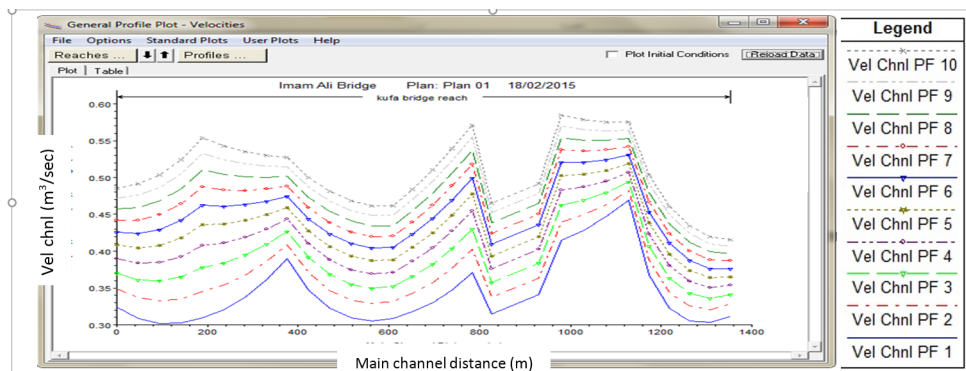 General Profile Plot - Velocities
File Options Standard Plots User Plots Help
Reaches ... Profiles ... Plot Initial Conditions Reload Data
Plot Table
Imam Ali Bridge Plan: Plan 01 18/02/2015
kufa bridge reach
0.60
0.55
0.50
0.45
0.40
0.35
0.30
Vel chnl (m³/sec)
0 200 400 600 800 1000 1200 1400
Main channel distance (m)
Legend
Vel Chnl PF 10
Vel Chnl PF 9
Vel Chnl PF 8
Vel Chnl PF 7
Vel Chnl PF 6
Vel Chnl PF 5
Vel Chnl PF 4
Vel Chnl PF 3
Vel Chnl PF 2
Vel Chnl PF 1